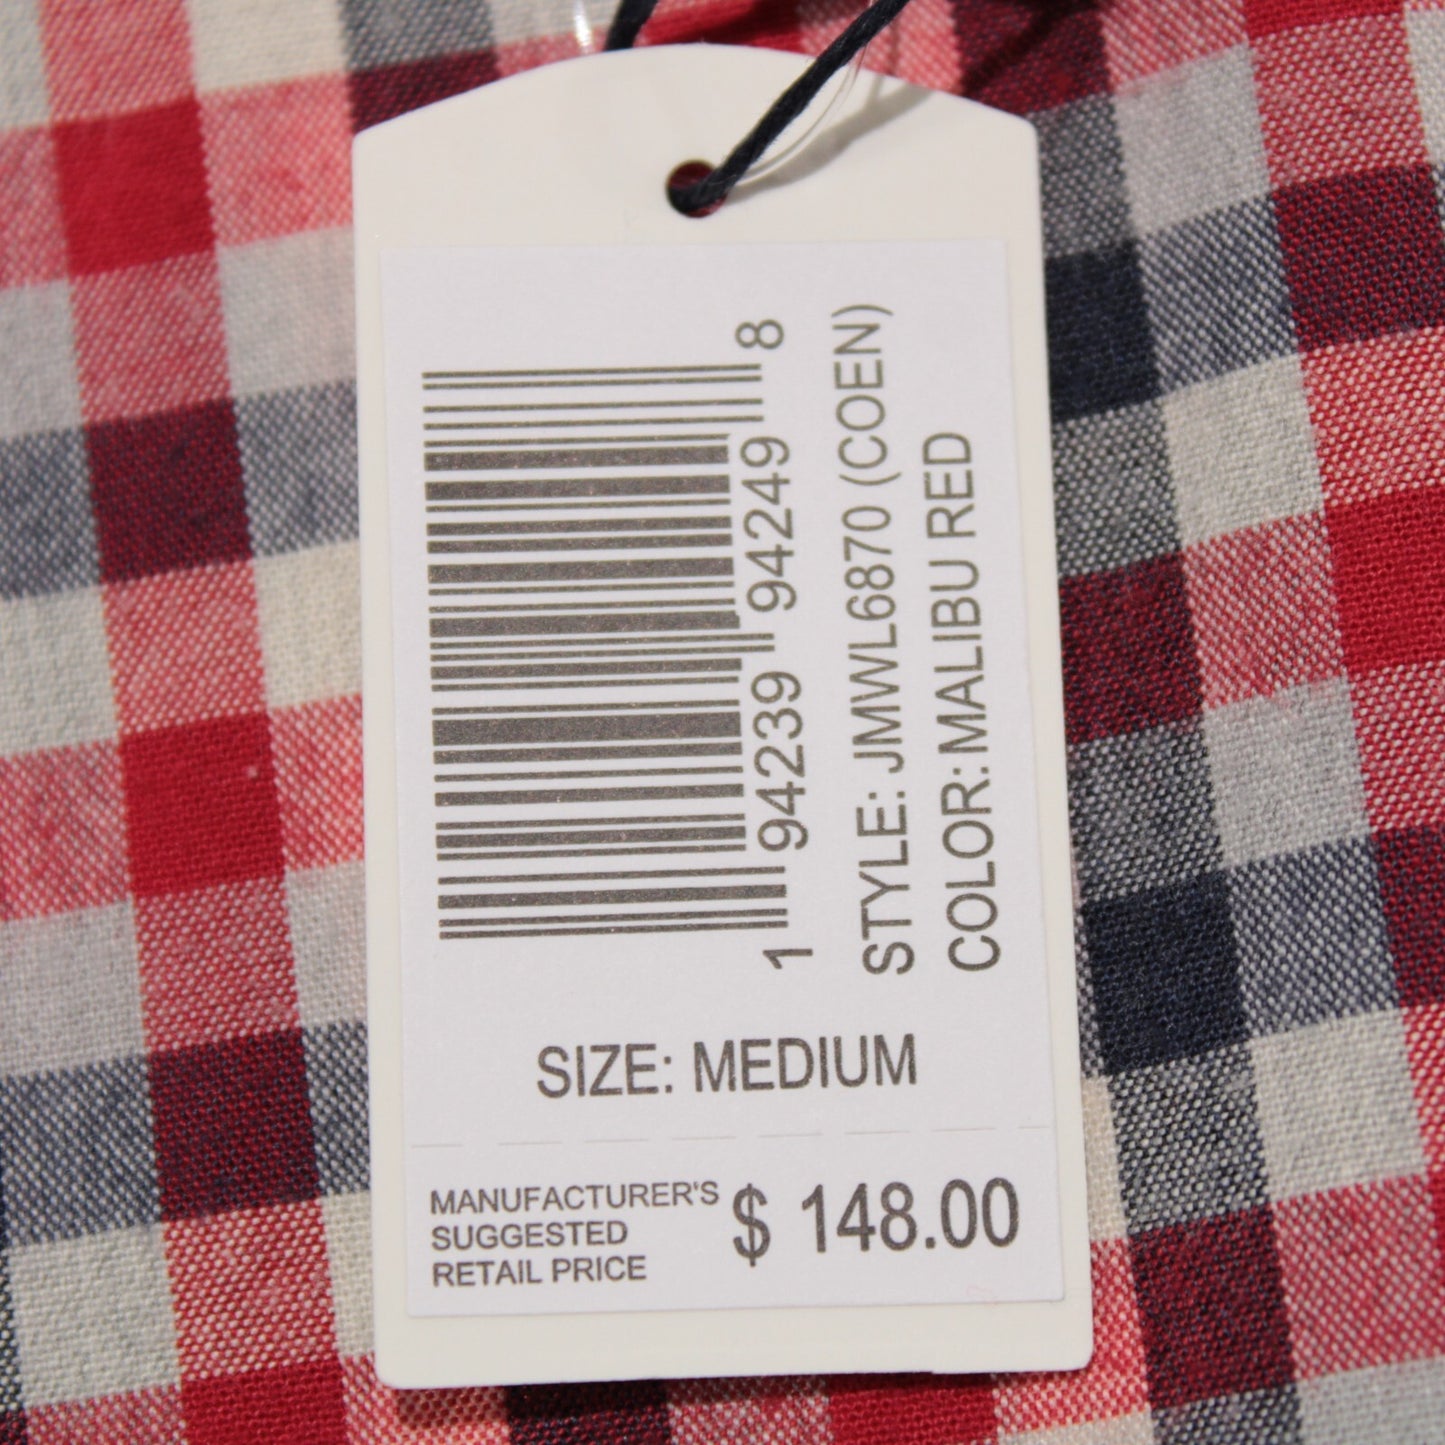 1 94239 94249 8
STYLE: JMWL6870 (COEN)
COLOR: MALIBU RED
SIZE: MEDIUM
MANUFACTURER'S
SUGGESTED
RETAIL PRICE
$ 148.00